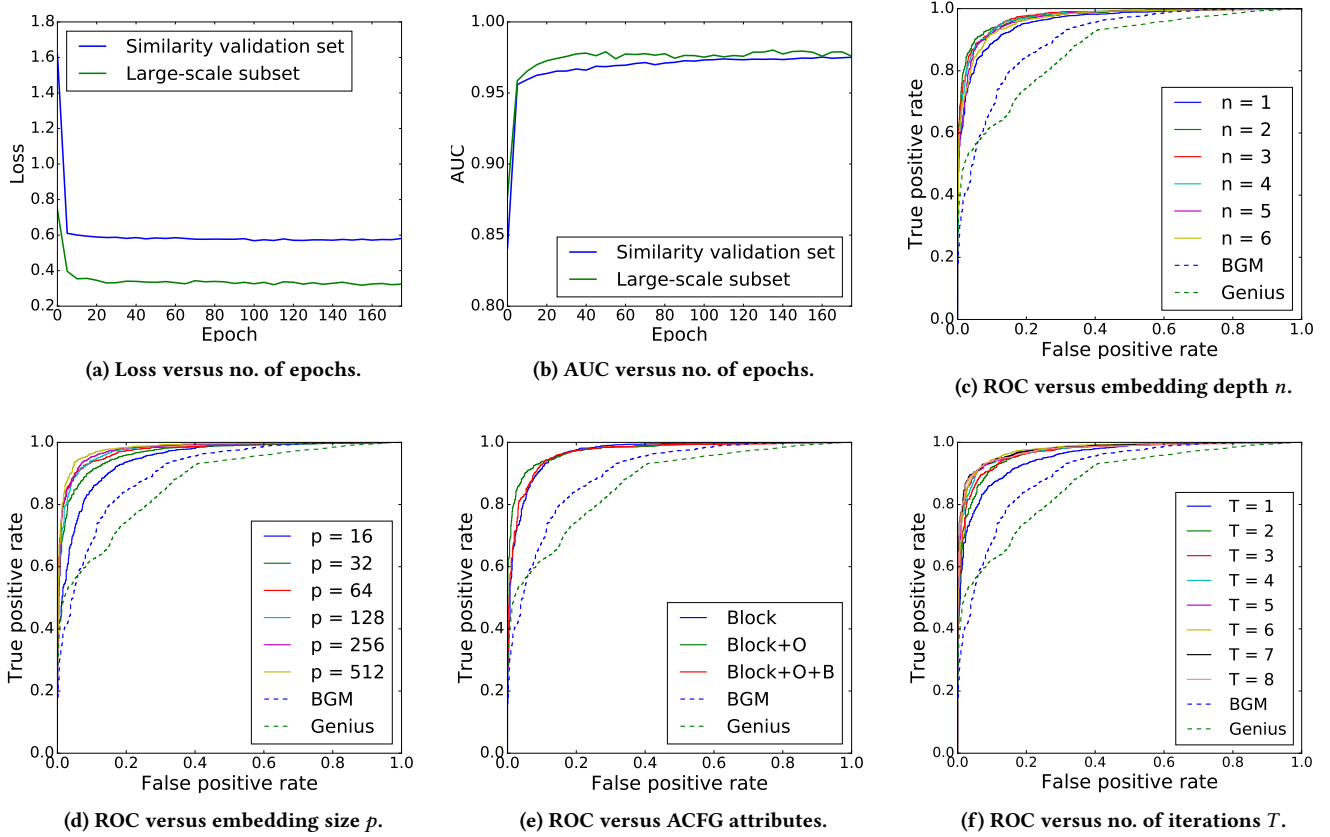 1.8
1.6
1.4
1.2
1.0
0.8
0.6
0.4
0.2
Loss
Similarity validation set
Large-scale subset
0 20 40 60 80 100 120 140 160
Epoch
(a) Loss versus no. of epochs.
1.00
0.95
0.90
0.85
0.80
AUC
Similarity validation set
Large-scale subset
0 20 40 60 80 100 120 140 160
Epoch
(b) AUC versus no. of epochs.
1.0
0.8
0.6
0.4
0.2
0.0
True positive rate
n = 1
n = 2
n = 3
n = 4
n = 5
n = 6
BGM
Genius
0.0 0.2 0.4 0.6 0.8 1.0
False positive rate
(c) ROC versus embedding depth n.
1.0
0.8
0.6
0.4
0.2
0.0
True positive rate
p = 16
p = 32
p = 64
p = 128
p = 256
p = 512
BGM
Genius
0.0 0.2 0.4 0.6 0.8 1.0
False positive rate
(d) ROC versus embedding size p.
1.0
0.8
0.6
0.4
0.2
0.0
True positive rate
Block
Block+O
Block+O+B
BGM
Genius
0.0 0.2 0.4 0.6 0.8 1.0
False positive rate
(e) ROC versus ACFG attributes.
1.0
0.8
0.6
0.4
0.2
0.0
True positive rate
T = 1
T = 2
T = 3
T = 4
T = 5
T = 6
T = 7
T = 8
BGM
Genius
0.0 0.2 0.4 0.6 0.8 1.0
False positive rate
(f) ROC versus no. of iterations T.